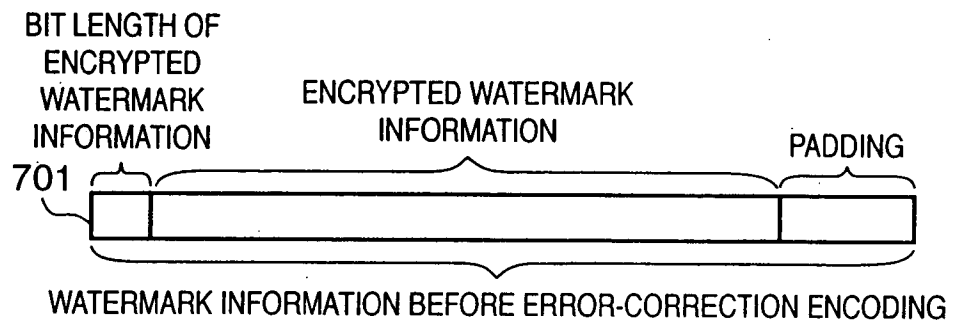 BIT LENGTH OF
ENCRYPTED
WATERMARK
INFORMATION
ENCRYPTED WATERMARK
INFORMATION
PADDING
701
WATERMARK INFORMATION BEFORE ERROR-CORRECTION ENCODING